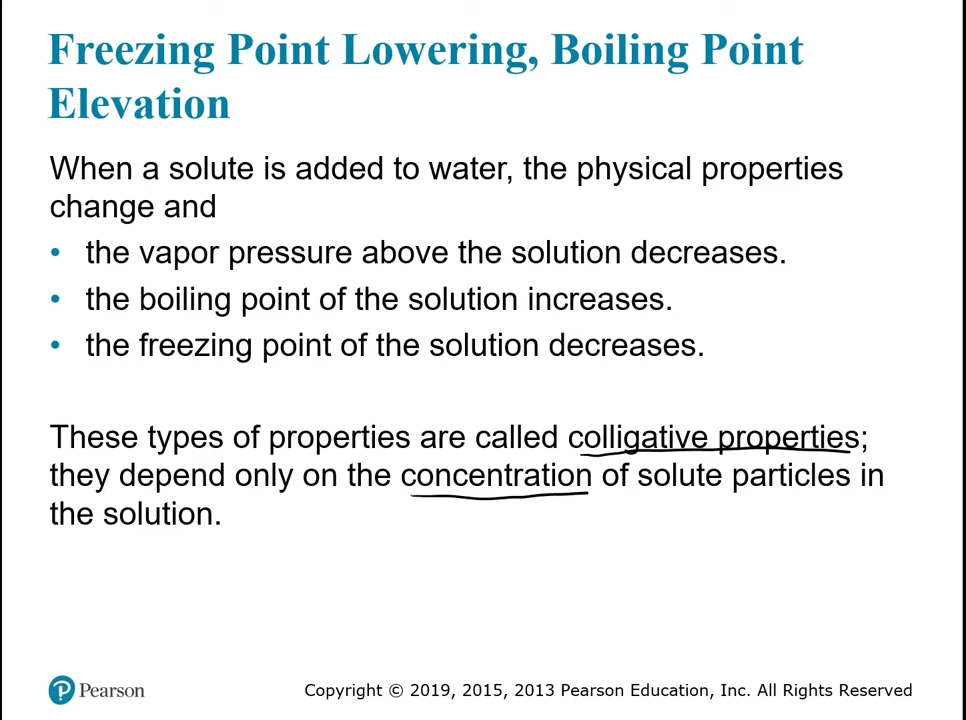 Freezing Point Lowering, Boiling Point
Elevation
When a solute is added to water, the physical properties
change and
• the vapor pressure above the solution decreases.
• the boiling point of the solution increases.
• the freezing point of the solution decreases.
These types of properties are called colligative properties;
they depend only on the concentration of solute particles in
the solution.
Pearson
Copyright © 2019, 2015, 2013 Pearson Education, Inc. All Rights Reserved